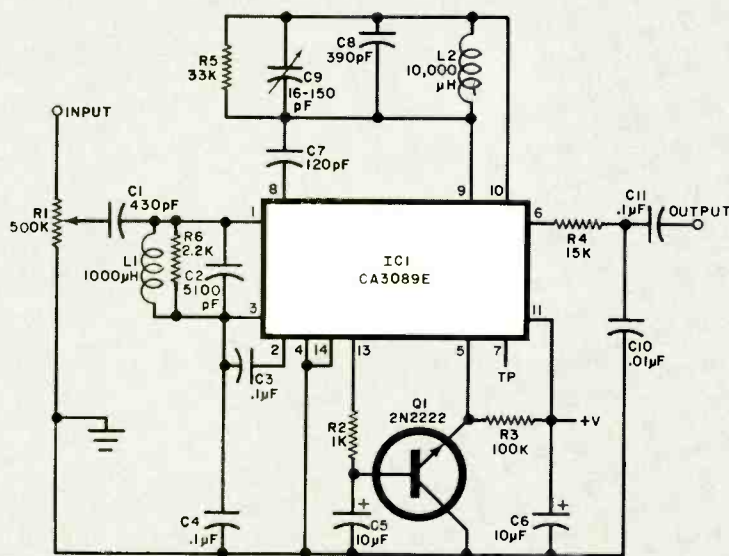 R5
33K
C9
16-150
pF
C8
390pF
L2
10,000
μH
C7
120pF
INPUT
R1
500K
C1
430pF
L1
1000μH
R6
2.2K
C2
5100
pF
1
3
8
9
10
6
11
IC1
CA3089E
2
4
14
13
5
7
TP
R4
15K
C11
.1μF
OUTPUT
C10
.01μF
C3
.1μF
R2
1K
Q1
2N2222
R3
100K
+V
C4
.1μF
+
C5
10μF
+
C6
10μF